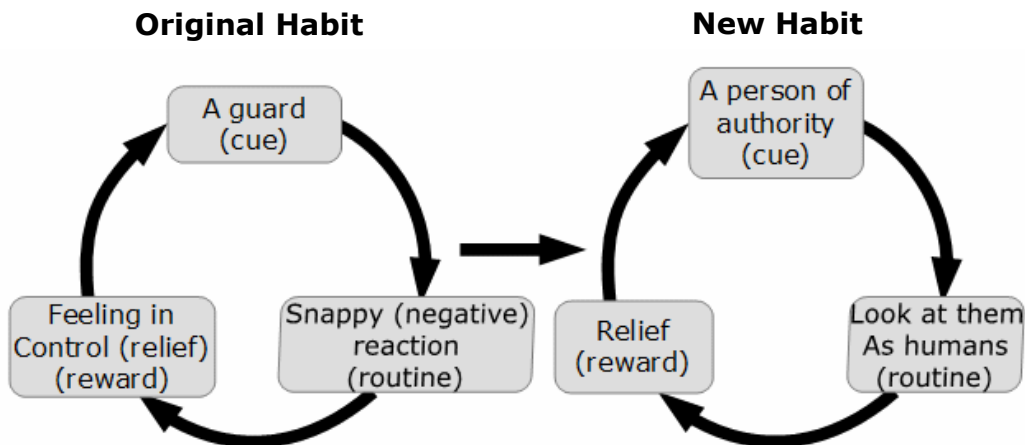 Original Habit
A guard
(cue)
Snappy (negative)
reaction
(routine)
Feeling in
Control (relief)
(reward)
New Habit
A person of
authority
(cue)
Look at them
As humans
(routine)
Relief
(reward)